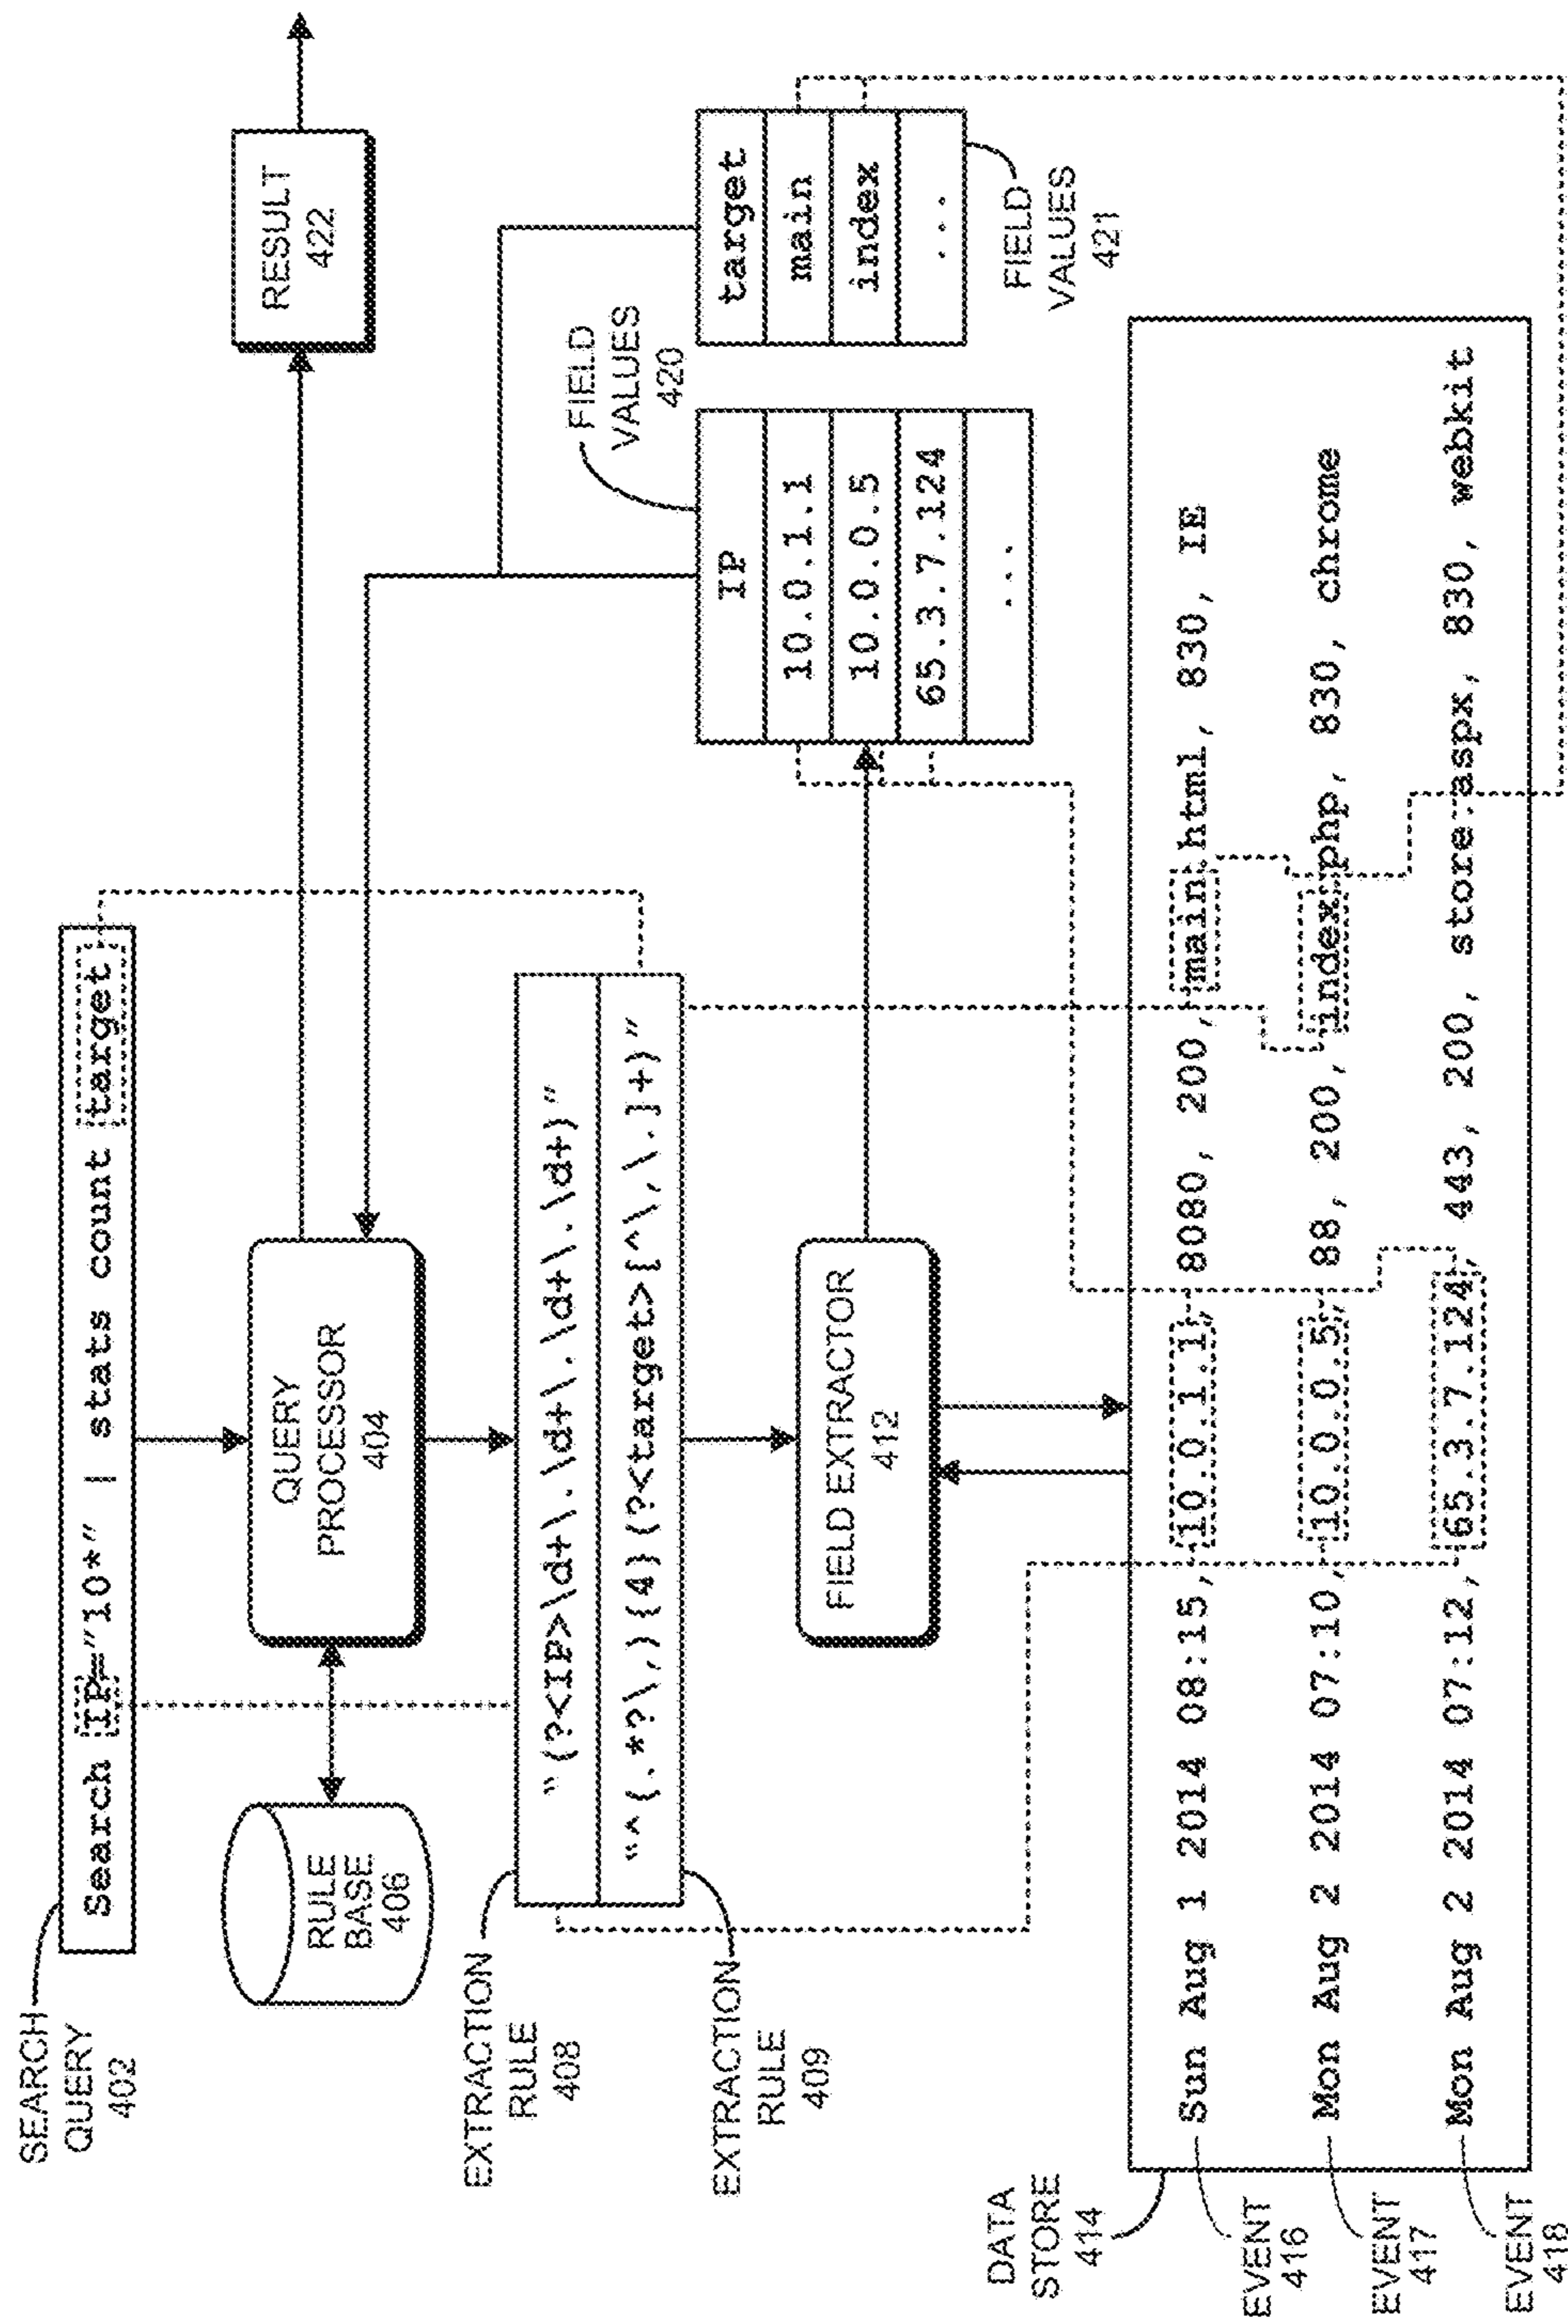 SEARCH
QUERY
402
Search IP="10*" | stats count target
RULE
BASE
406
QUERY
PROCESSOR
404
RESULT
422
EXTRACTION
RULE
408
"(?<IP>\d+\.\d+\.\d+\.\d+)"
"^(.*?\,){4}(?<target>[^\,\.]+)"
EXTRACTION
RULE
409
FIELD
VALUES
420
FIELD EXTRACTOR
412
IP
10.0.1.1
10.0.0.5
65.3.7.124
...
target
main
index
...
FIELD
VALUES
421
DATA
STORE
414
Sun Aug 1 2014 08:15, 10.0.1.1, 8080, 200, main.html, 830, IE
EVENT
416
Mon Aug 2 2014 07:10, 10.0.0.5, 88, 200, index.php, 830, chrome
EVENT
417
Mon Aug 2 2014 07:12, 65.3.7.124, 443, 200, store.aspx, 830, webkit
EVENT
418